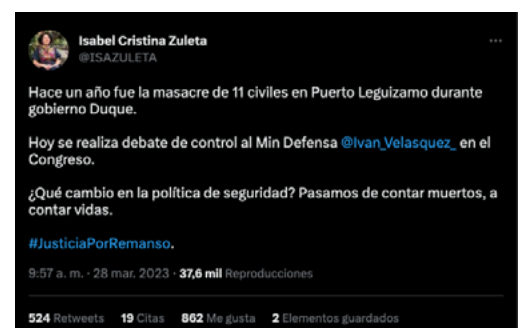 Isabel Cristina Zuleta
@ISAZULETA
Hace un año fue la masacre de 11 civiles en Puerto Leguizamo durante
gobierno Duque.
Hoy se realiza debate de control al Min Defensa @Ivan_Velasquez_ en el
Congreso.
¿Qué cambio en la política de seguridad? Pasamos de contar muertos, a
contar vidas.
#JusticiaPorRemanso.
9:57 a. m. · 28 mar. 2023 · 37,6 mil Reproducciones
524 Retweets 19 Citas 862 Me gusta 2 Elementos guardados